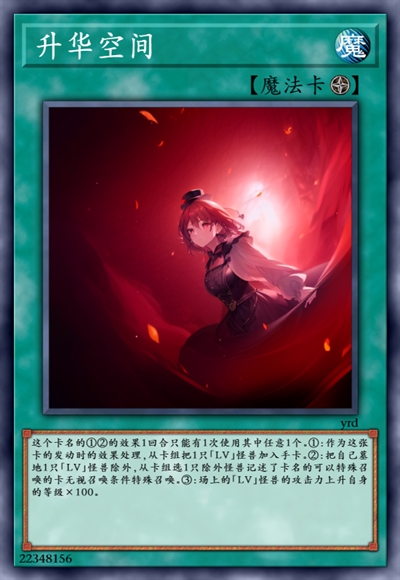 升华空间
魔
【魔法卡】
yrd
这个卡名的①②的效果1回合只能有1次使用其中任意1个。①:作为这张
卡的发动时的效果处理,从卡组把1只「LV」怪兽加入手卡。②:把自己墓
地1只「LV」怪兽除外,从卡组选1只除外怪兽记述了卡名的可以特殊召
唤的卡无视召唤条件特殊召唤。③:场上的「LV」怪兽的攻击力上升自身
的等级×100。
22348156